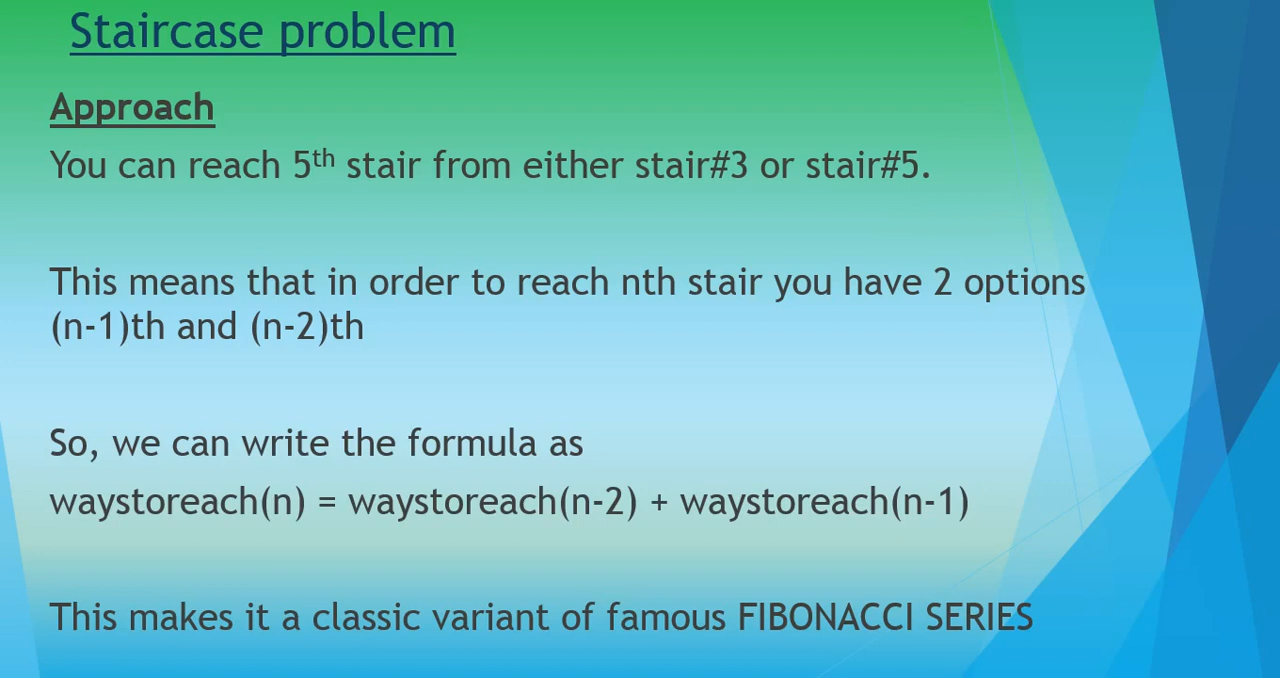 Staircase problem
Approach
You can reach 5th stair from either stair#3 or stair#5.
This means that in order to reach nth stair you have 2 options
(n-1)th and (n-2)th
So, we can write the formula as
waystoreach(n) = waystoreach(n-2) + waystoreach(n-1)
This makes it a classic variant of famous FIBONACCI SERIES